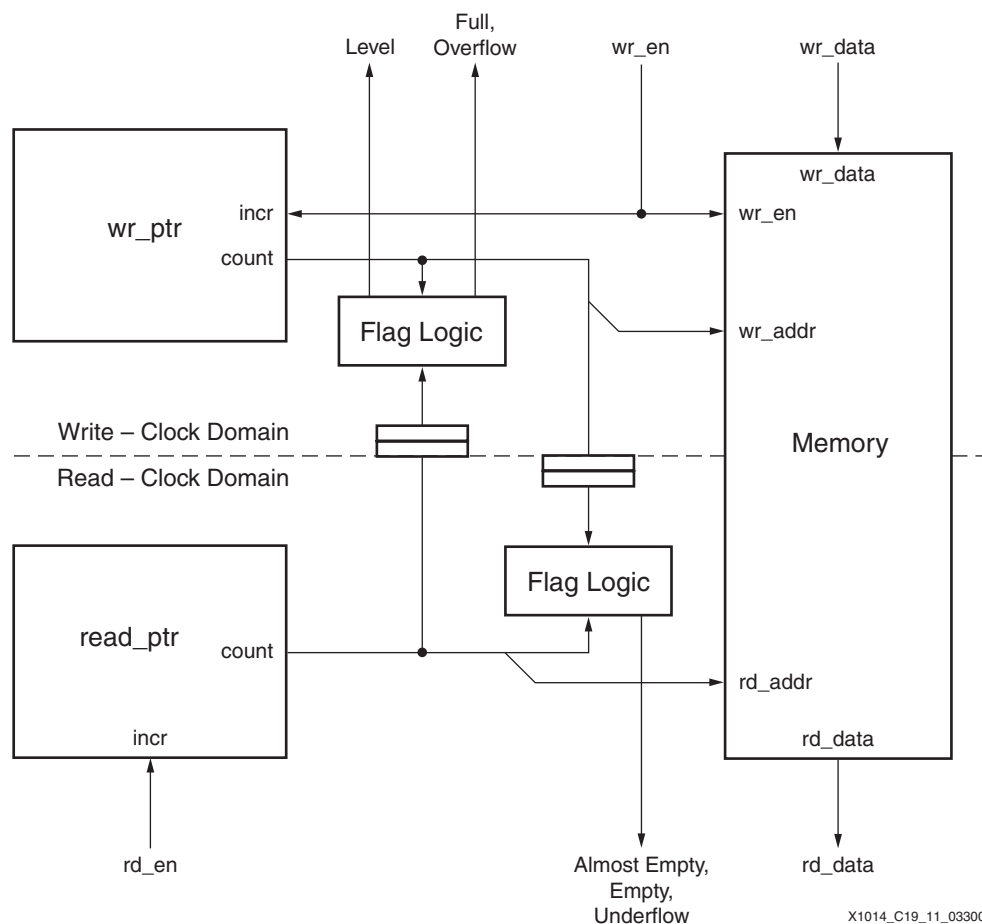 Full,
Level
Overflow
wr_en
wr_data
wr_data
incr
wr_en
wr_ptr
count
Flag Logic
wr_addr
Write – Clock Domain
Memory
Read – Clock Domain
Flag Logic
read_ptr
count
rd_addr
incr
rd_data
rd_en
Almost Empty,
Empty,
Underflow
rd_data
X1014_C19_11_03300